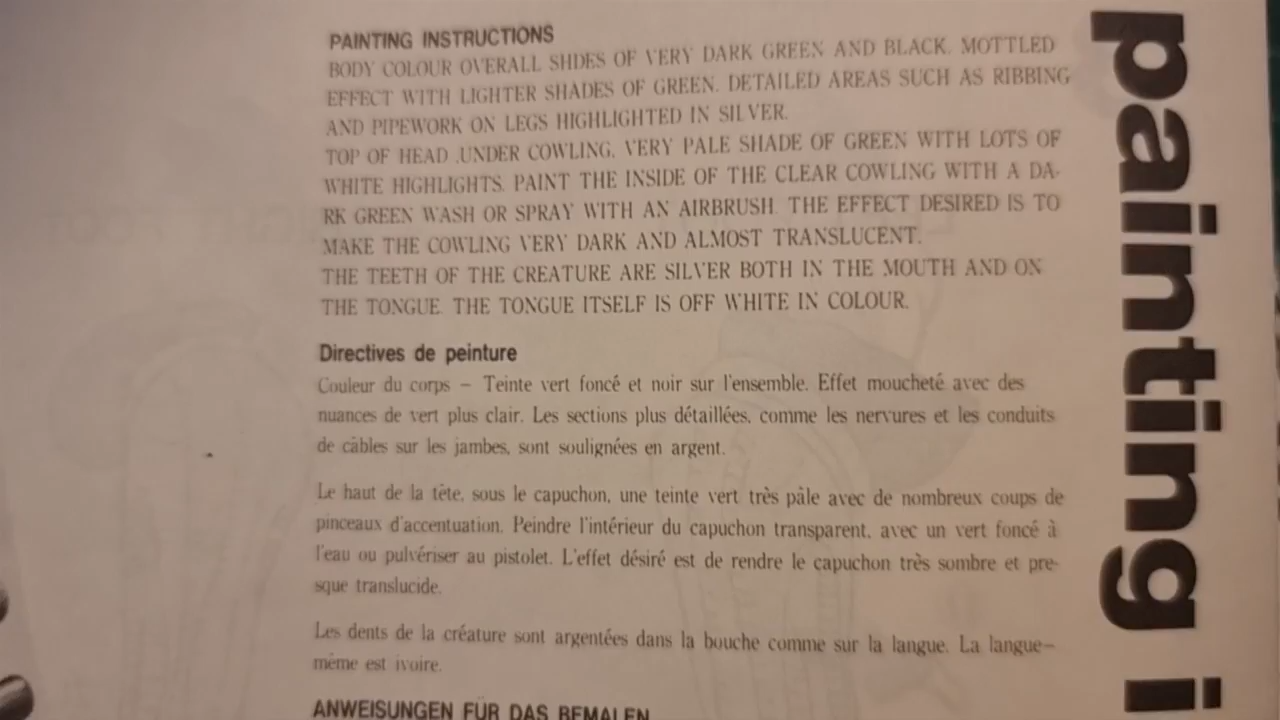 PAINTING INSTRUCTIONS
BODY COLOUR OVERALL SHDES OF VERY DARK GREEN AND BLACK. MOTTLED
EFFECT WITH LIGHTER SHADES OF GREEN. DETAILED AREAS SUCH AS RIBBING
AND PIPEWORK ON LEGS HIGHLIGHTED IN SILVER.
TOP OF HEAD .UNDER COWLING. VERY PALE SHADE OF GREEN WITH LOTS OF
WHITE HIGHLIGHTS. PAINT THE INSIDE OF THE CLEAR COWLING WITH A DA-
RK GREEN WASH OR SPRAY WITH AN AIRBRUSH. THE EFFECT DESIRED IS TO
MAKE THE COWLING VERY DARK AND ALMOST TRANSLUCENT.
THE TEETH OF THE CREATURE ARE SILVER BOTH IN THE MOUTH AND ON
THE TONGUE. THE TONGUE ITSELF IS OFF WHITE IN COLOUR.
Directives de peinture
Couleur du corps – Teinte vert foncé et noir sur l'ensemble. Effet moucheté avec des
nuances de vert plus clair. Les sections plus détaillées, comme les nervures et les conduits
de câbles sur les jambes, sont soulignées en argent.
Le haut de la tête, sous le capuchon, une teinte vert très pâle avec de nombreux coups de
pinceaux d'accentuation. Peindre l'intérieur du capuchon transparent, avec un vert foncé à
l'eau ou pulvériser au pistolet. L'effet désiré est de rendre le capuchon très sombre et pre-
sque translucide.
Les dents de la créature sont argentées dans la bouche comme sur la langue. La langue–
même est ivoire.
ANWEISUNGEN FÜR DAS BEMALEN
painting i